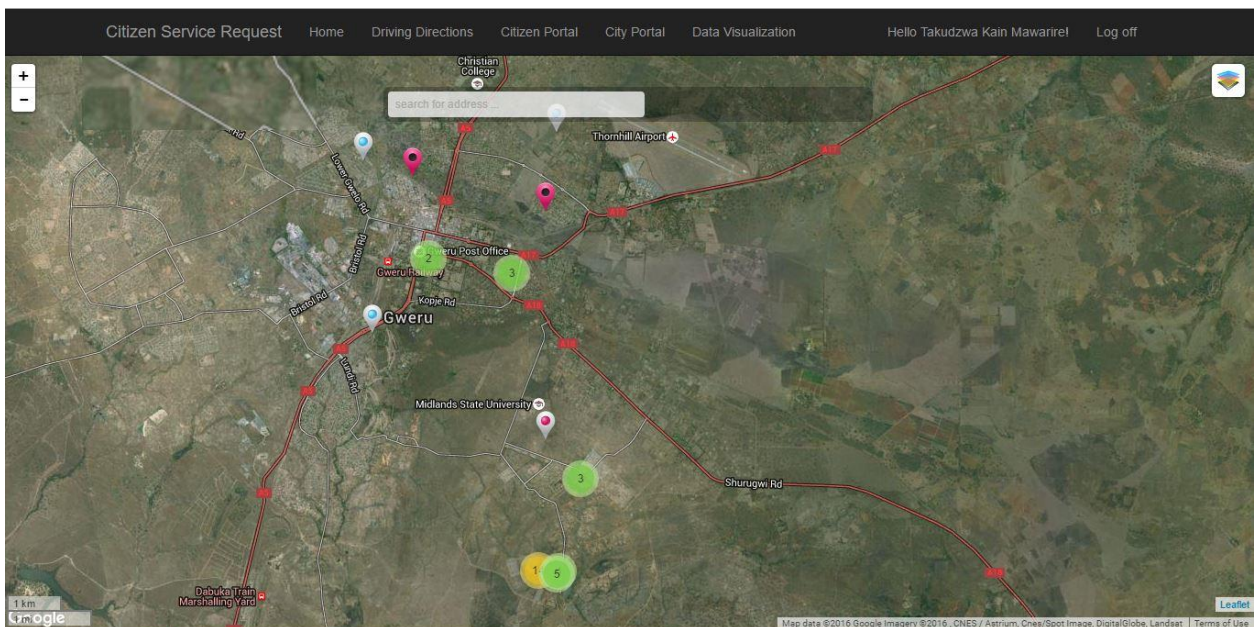 Citizen Service Request Home Driving Directions Citizen Portal City Portal Data Visualization Hello Takudzwa Kain Mawarire! Log off
+
−
Christian
College
search for address ...
Thornhill Airport
Lower Gwelo Rd
Bristol Rd
Gweru Post Office
Gweru Railway
2
3
Kopje Rd
Bristol Rd
Gweru
Lundi Rd
Midlands State University
3
Shurugwi Rd
5
Dabuka Train
Marshalling Yard
1 km
Google
Leaflet
Map data ©2016 Google Imagery ©2016 , CNES / Astrium, Cnes/Spot Image, DigitalGlobe, Landsat | Terms of Use